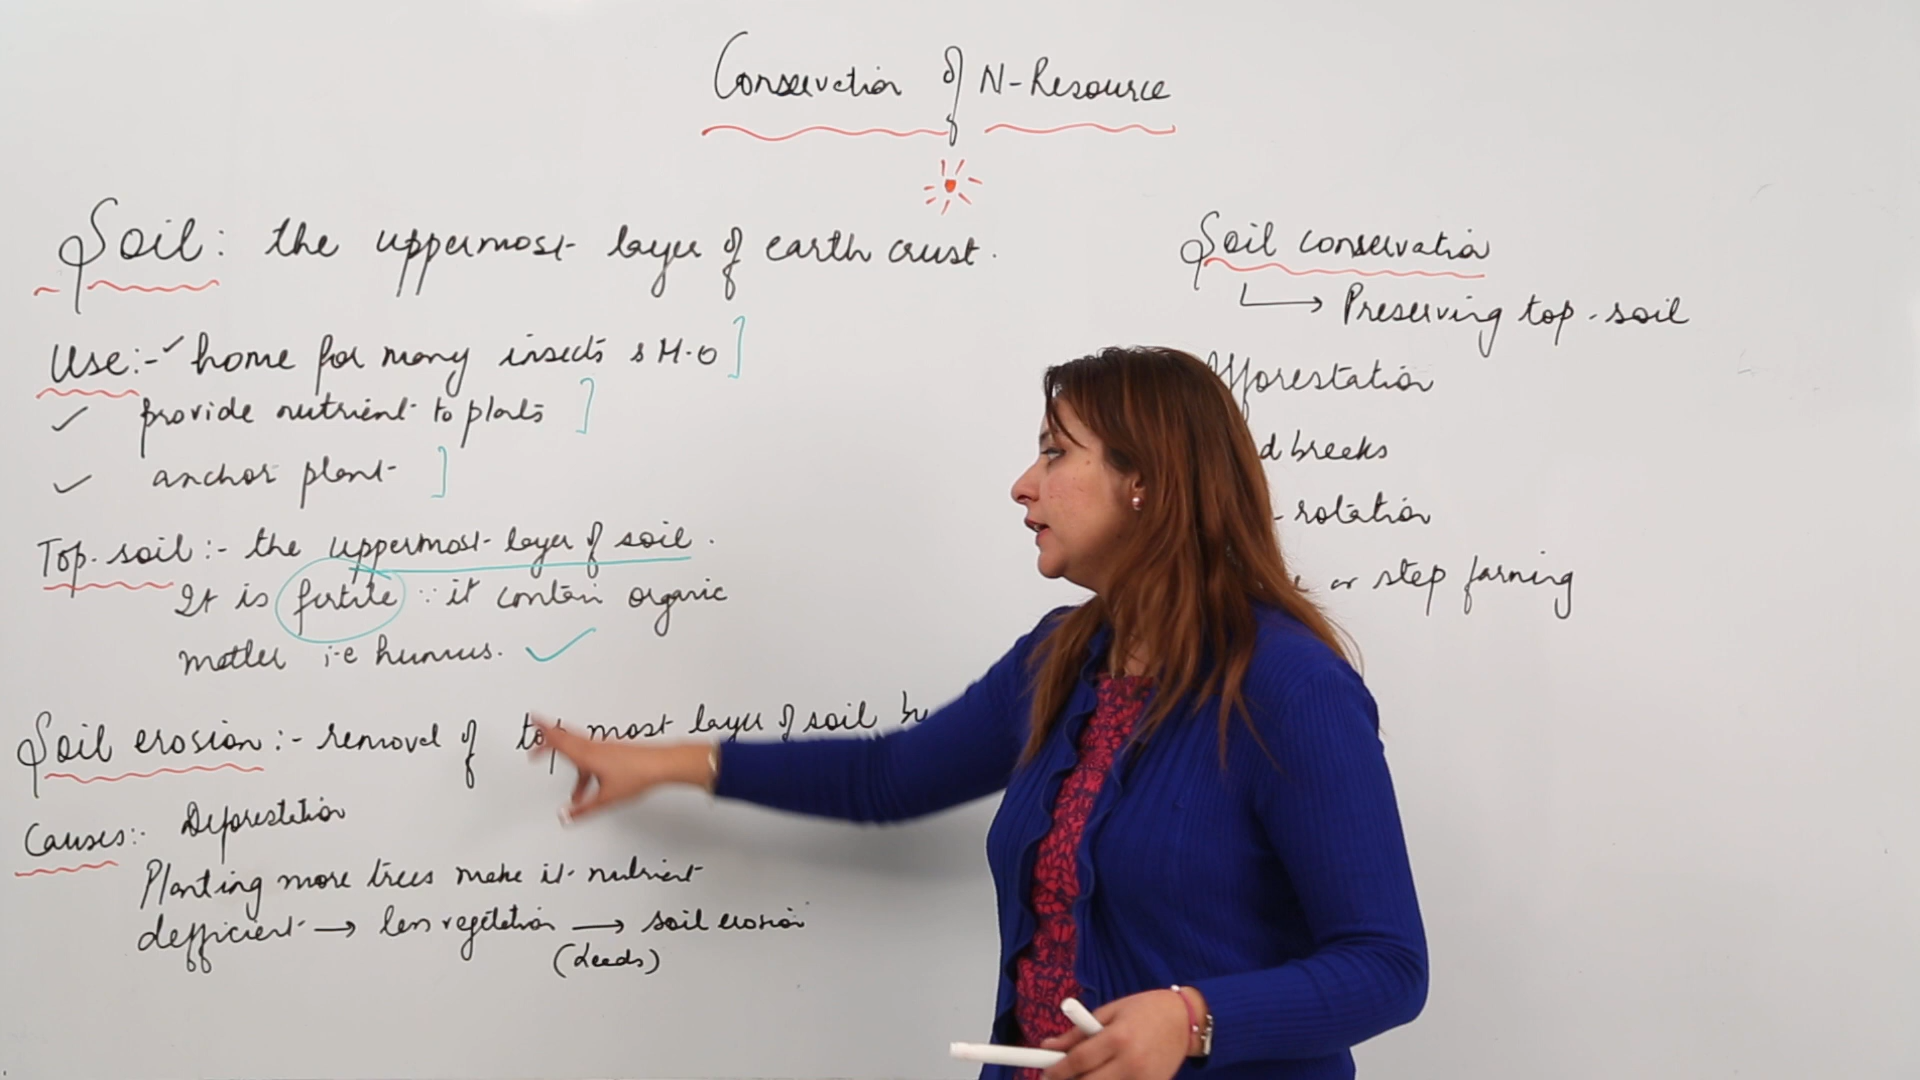 Conservation of N-Resource
Soil: the uppermost layer of earth crust.
Use:- home for many insects & M.O
provide nutrient to plants
anchor plant
Top-soil:- the uppermost layer of soil.
It is fertile ∵ it contain organic
matter i.e humus.
Soil erosion:- removal of top most layer of soil
Causes:- Deforestation
Planting more trees make it nutrient
defficient → less vegetation → soil erosion
(leads)
Soil conservation
→ Preserving top-soil
fforestation
d breaks
- rotation
or step farming